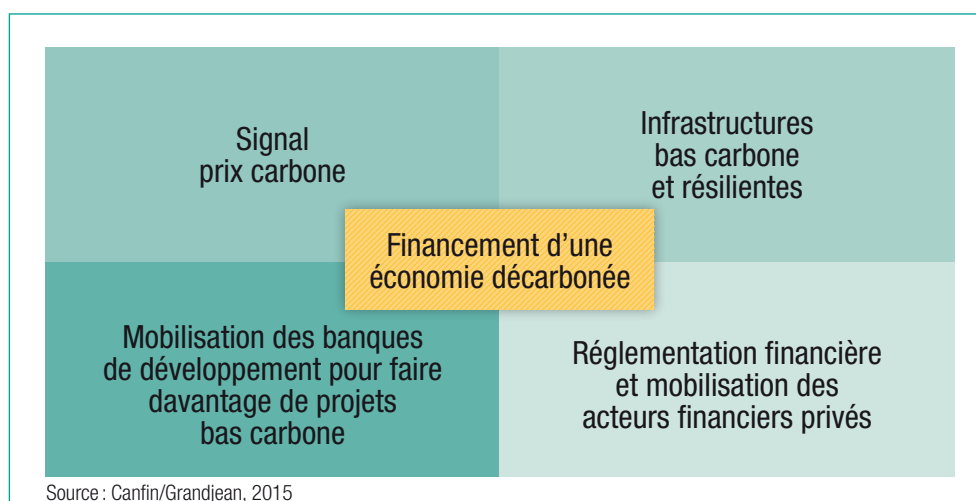 Signal
prix carbone
Infrastructures
bas carbone
et résilientes
Financement d’une
économie décarbonée
Mobilisation des banques
de développement pour faire
davantage de projets
bas carbone
Réglementation financière
et mobilisation des
acteurs financiers privés
Source : Canfin/Grandjean, 2015